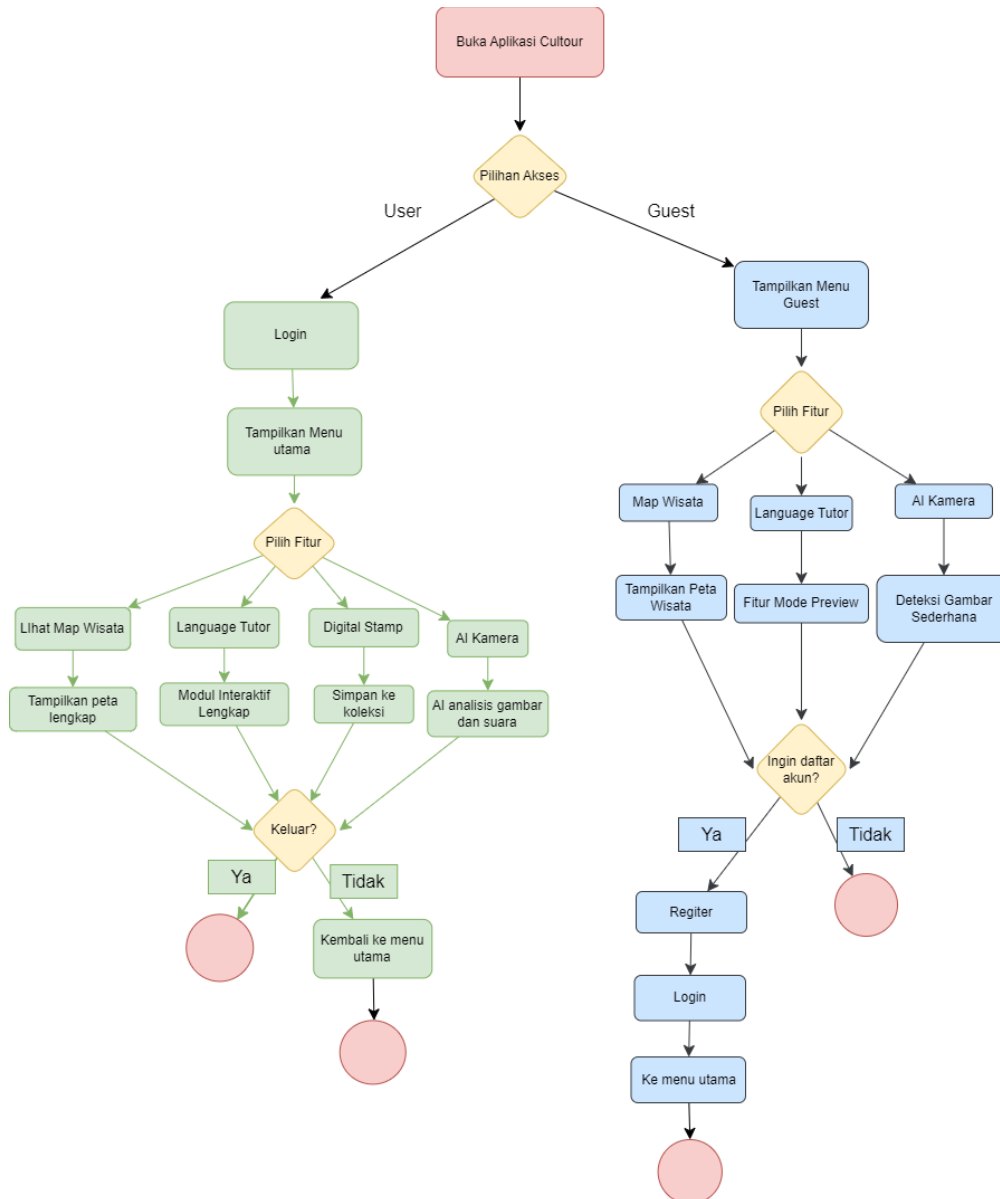 Buka Aplikasi Cultour
Pilihan Akses
User
Guest
Login
Tampilkan Menu
utama
Pilih Fitur
LIhat Map Wisata
Language Tutor
Digital Stamp
AI Kamera
Tampilkan peta
lengkap
Modul Interaktif
Lengkap
Simpan ke
koleksi
AI analisis gambar
dan suara
Keluar?
Ya
Tidak
Kembali ke menu
utama
Tampilkan Menu
Guest
Pilih Fitur
Map Wisata
Language Tutor
AI Kamera
Tampilkan Peta
Wisata
Fitur Mode Preview
Deteksi Gambar
Sederhana
Ingin daftar
akun?
Ya
Tidak
Regiter
Login
Ke menu utama